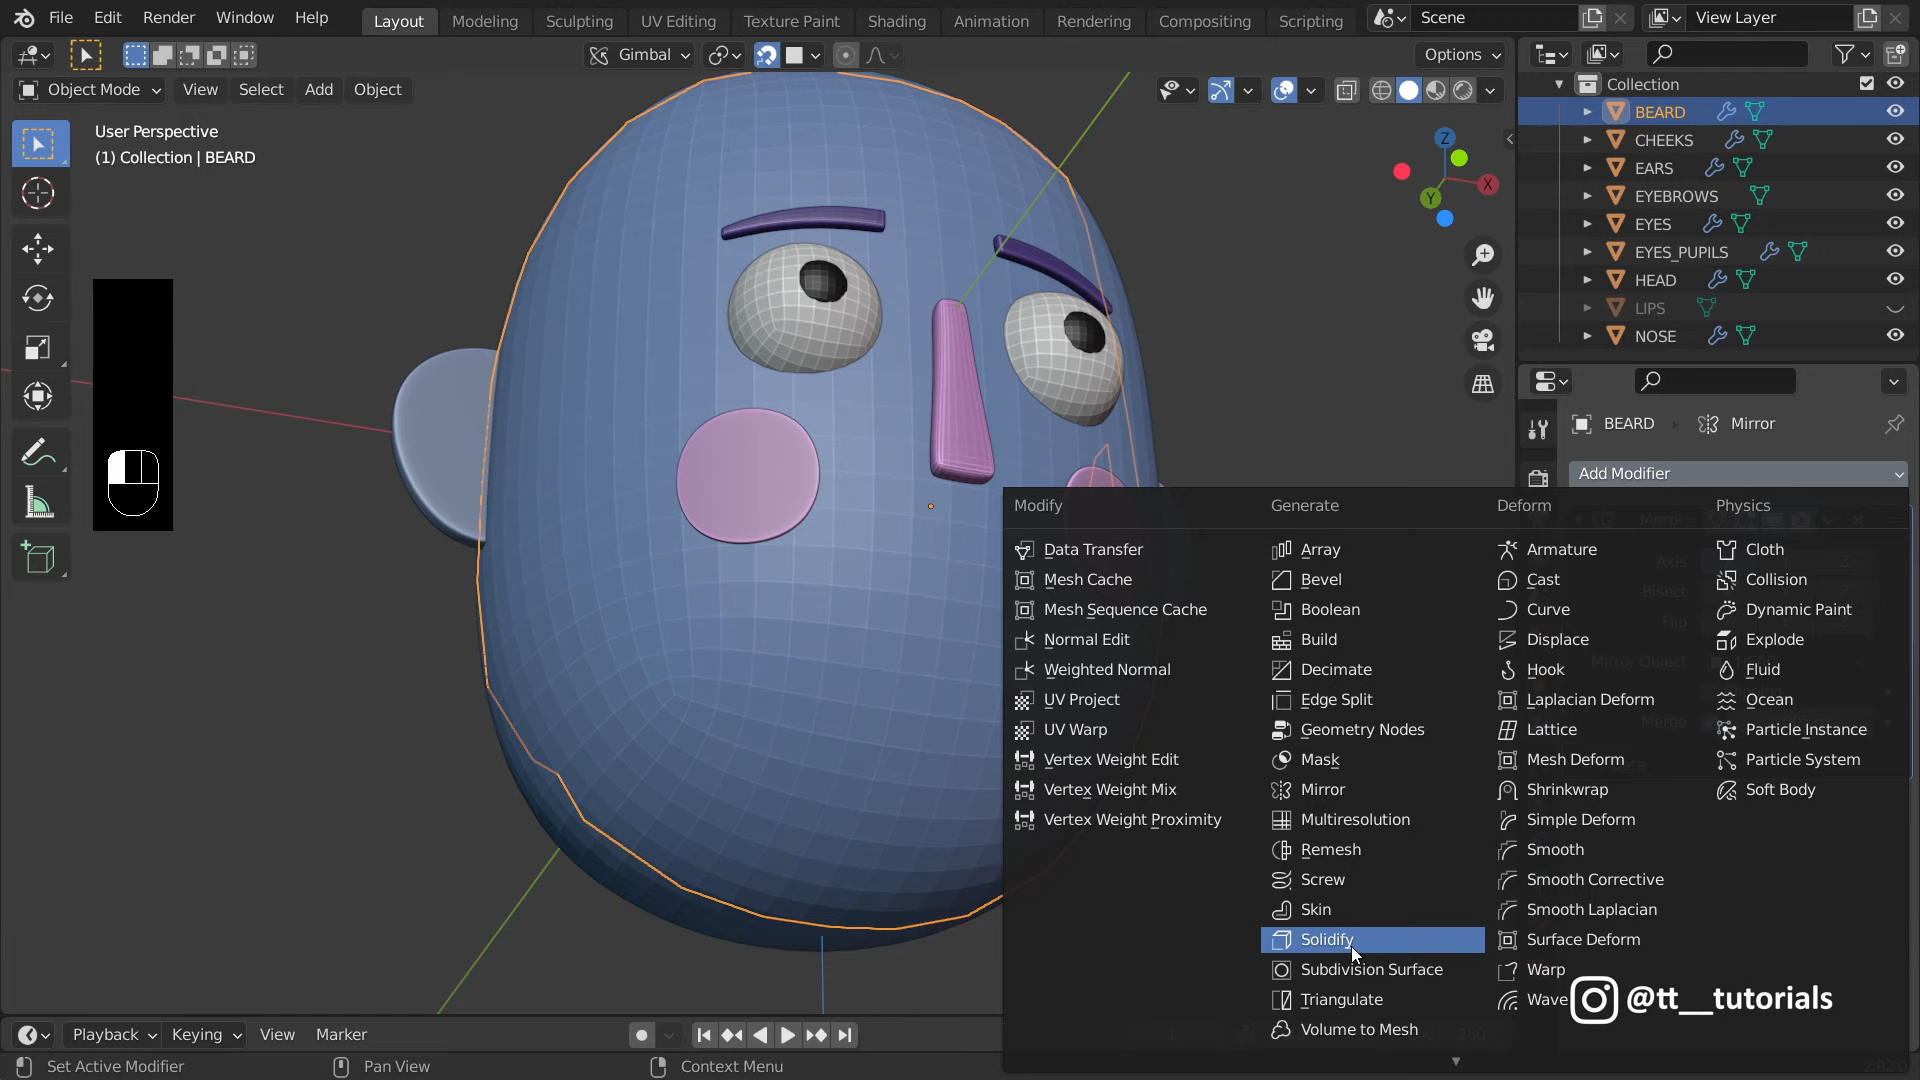 File Edit Render Window Help Layout Modeling Sculpting UV Editing Texture Paint Shading Animation Rendering Compositing Scripting Scene View Layer
Gimbal Options
Object Mode View Select Add Object
User Perspective
(1) Collection | BEARD
Z
X
Y
Collection
BEARD
CHEEKS
EARS
EYEBROWS
EYES
EYES_PUPILS
HEAD
LIPS
NOSE
BEARD Mirror
Add Modifier
Modify
Data Transfer
Mesh Cache
Mesh Sequence Cache
Normal Edit
Weighted Normal
UV Project
UV Warp
Vertex Weight Edit
Vertex Weight Mix
Vertex Weight Proximity
Generate
Array
Bevel
Boolean
Build
Decimate
Edge Split
Geometry Nodes
Mask
Mirror
Multiresolution
Remesh
Screw
Skin
Solidify
Subdivision Surface
Triangulate
Volume to Mesh
Deform
Armature
Cast
Curve
Displace
Hook
Laplacian Deform
Lattice
Mesh Deform
Shrinkwrap
Simple Deform
Smooth
Smooth Corrective
Smooth Laplacian
Surface Deform
Warp
Wave
Physics
Cloth
Collision
Dynamic Paint
Explode
Fluid
Ocean
Particle Instance
Particle System
Soft Body
@tt__tutorials
Playback Keying View Marker
Set Active Modifier Pan View Context Menu